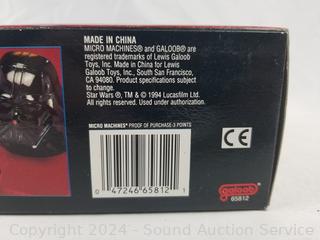 MADE IN CHINA
MICRO MACHINES® and GALOOB® are
registered trademarks of Lewis Galoob
Toys, Inc. Made in China for Lewis
Galoob Toys, Inc., South San Francisco,
CA 94080. Product specifications subject
to change.
Star Wars ®, TM & © 1994 Lucasfilm Ltd.
All rights reserved. Used under authorization.
MICRO MACHINES® PROOF OF PURCHASE-3 POINTS
0 47246 65812 1
CE
galoob
65812
Copyright 2024 - Sound Auction Service